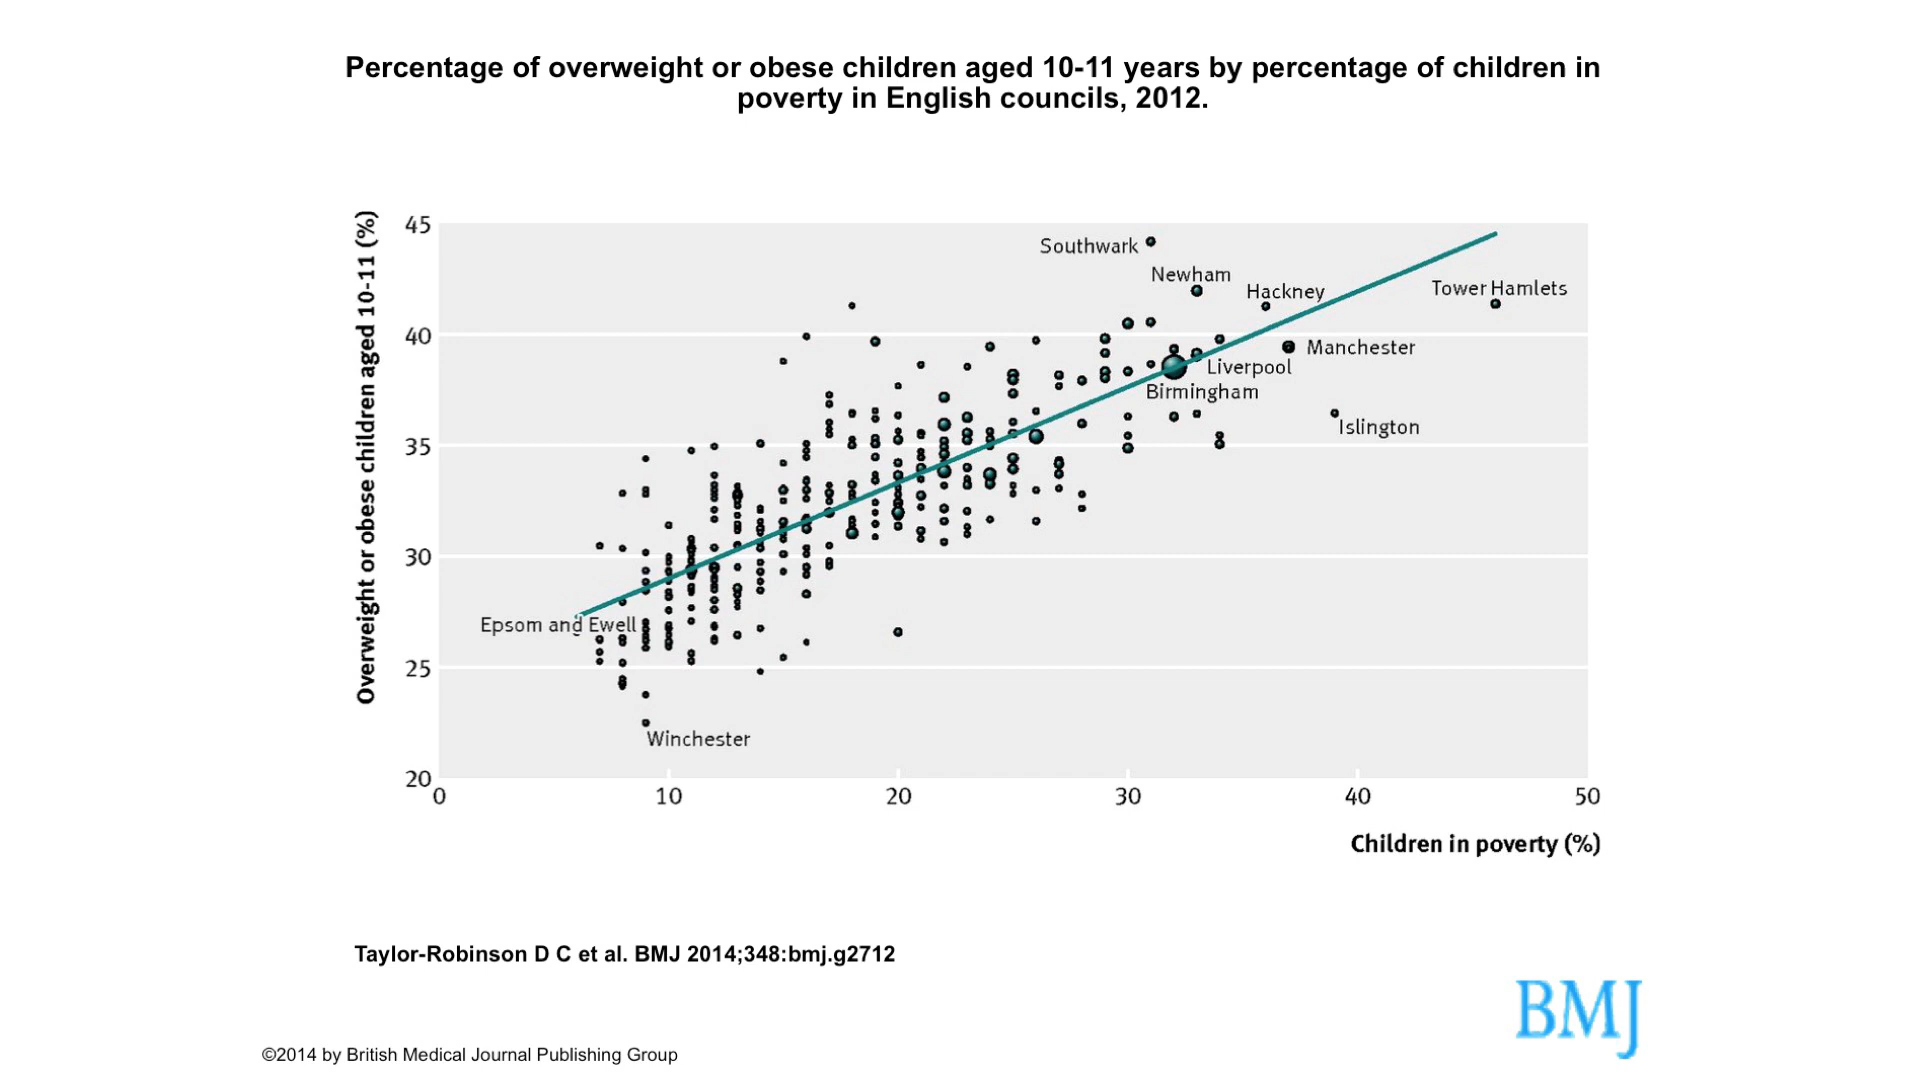 Percentage of overweight or obese children aged 10-11 years by percentage of children in
poverty in English councils, 2012.
Overweight or obese children aged 10-11 (%)
45
40
35
30
25
20
Southwark
Newham
Hackney
Tower Hamlets
Manchester
Liverpool
Birmingham
Islington
Epsom and Ewell
Winchester
0
10
20
30
40
50
Children in poverty (%)
Taylor-Robinson D C et al. BMJ 2014;348:bmj.g2712
BMJ
©2014 by British Medical Journal Publishing Group